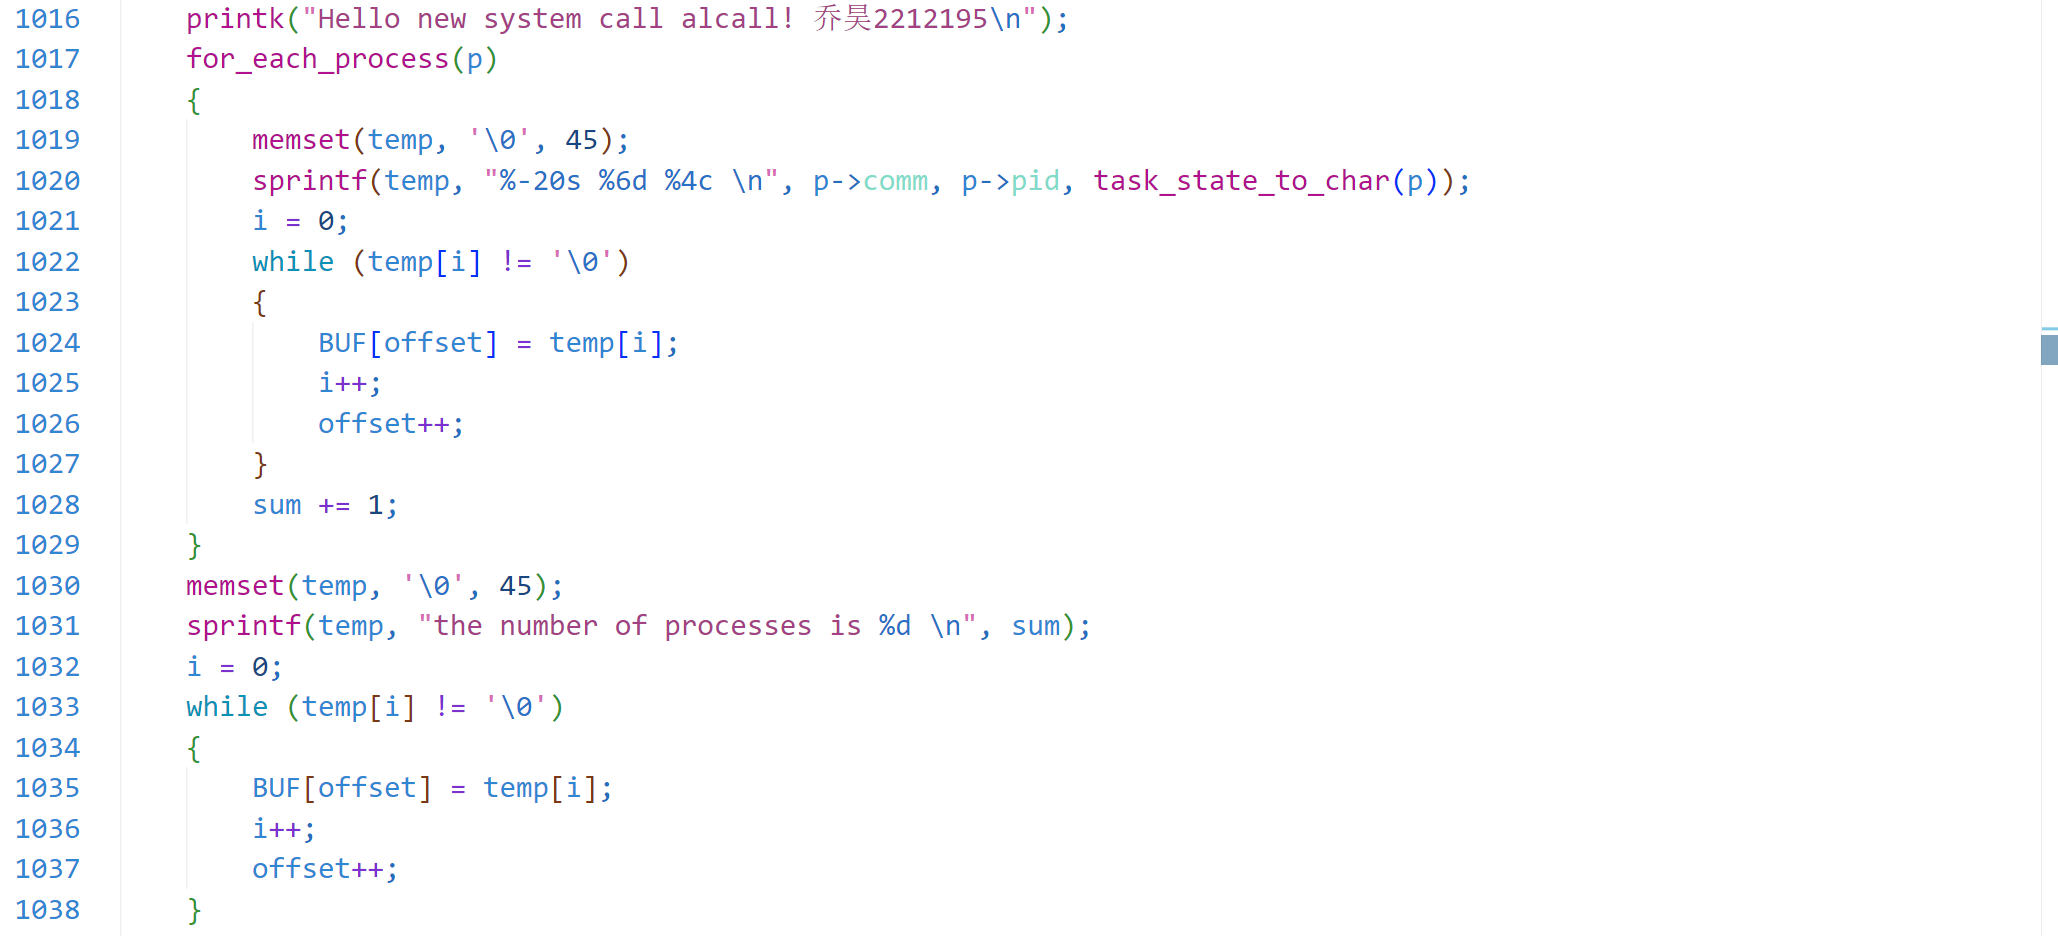 1016 printk("Hello new system call alcall! 乔昊2212195\n");
1017 for_each_process(p)
1018 {
1019 memset(temp, '\0', 45);
1020 sprintf(temp, "%-20s %6d %4c \n", p->comm, p->pid, task_state_to_char(p));
1021 i = 0;
1022 while (temp[i] != '\0')
1023 {
1024 BUF[offset] = temp[i];
1025 i++;
1026 offset++;
1027 }
1028 sum += 1;
1029 }
1030 memset(temp, '\0', 45);
1031 sprintf(temp, "the number of processes is %d \n", sum);
1032 i = 0;
1033 while (temp[i] != '\0')
1034 {
1035 BUF[offset] = temp[i];
1036 i++;
1037 offset++;
1038 }